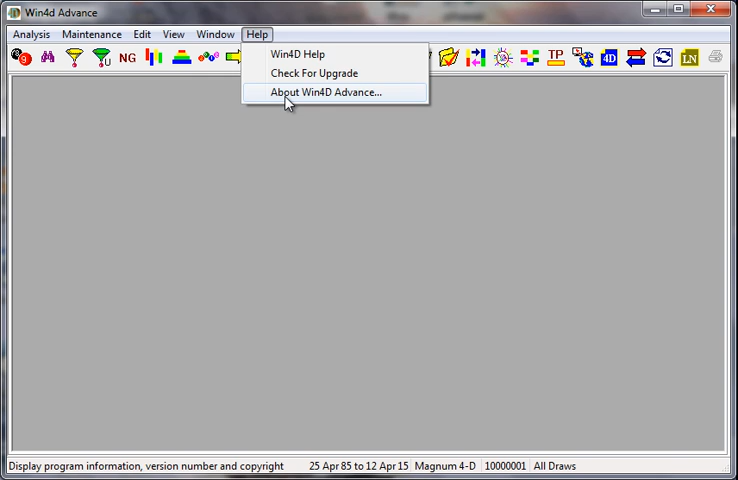 Win4d Advance
Analysis Maintenance Edit View Window Help
9 U NG TP 4D LN
Win4D Help
Check For Upgrade
About Win4D Advance...
Display program information, version number and copyright 25 Apr 85 to 12 Apr 15 Magnum 4-D 10000001 All Draws